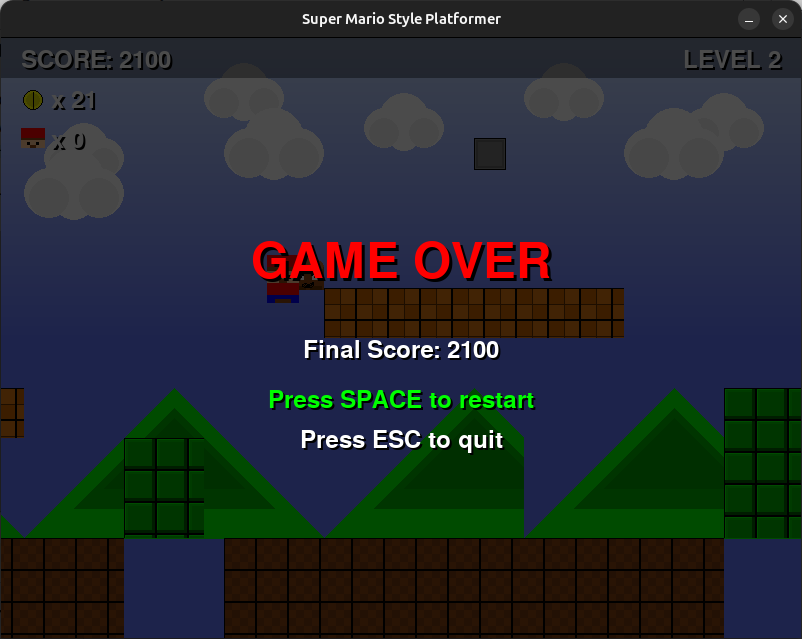 Super Mario Style Platformer
SCORE: 2100
LEVEL 2
x 21
x 0
GAME OVER
Final Score: 2100
Press SPACE to restart
Press ESC to quit